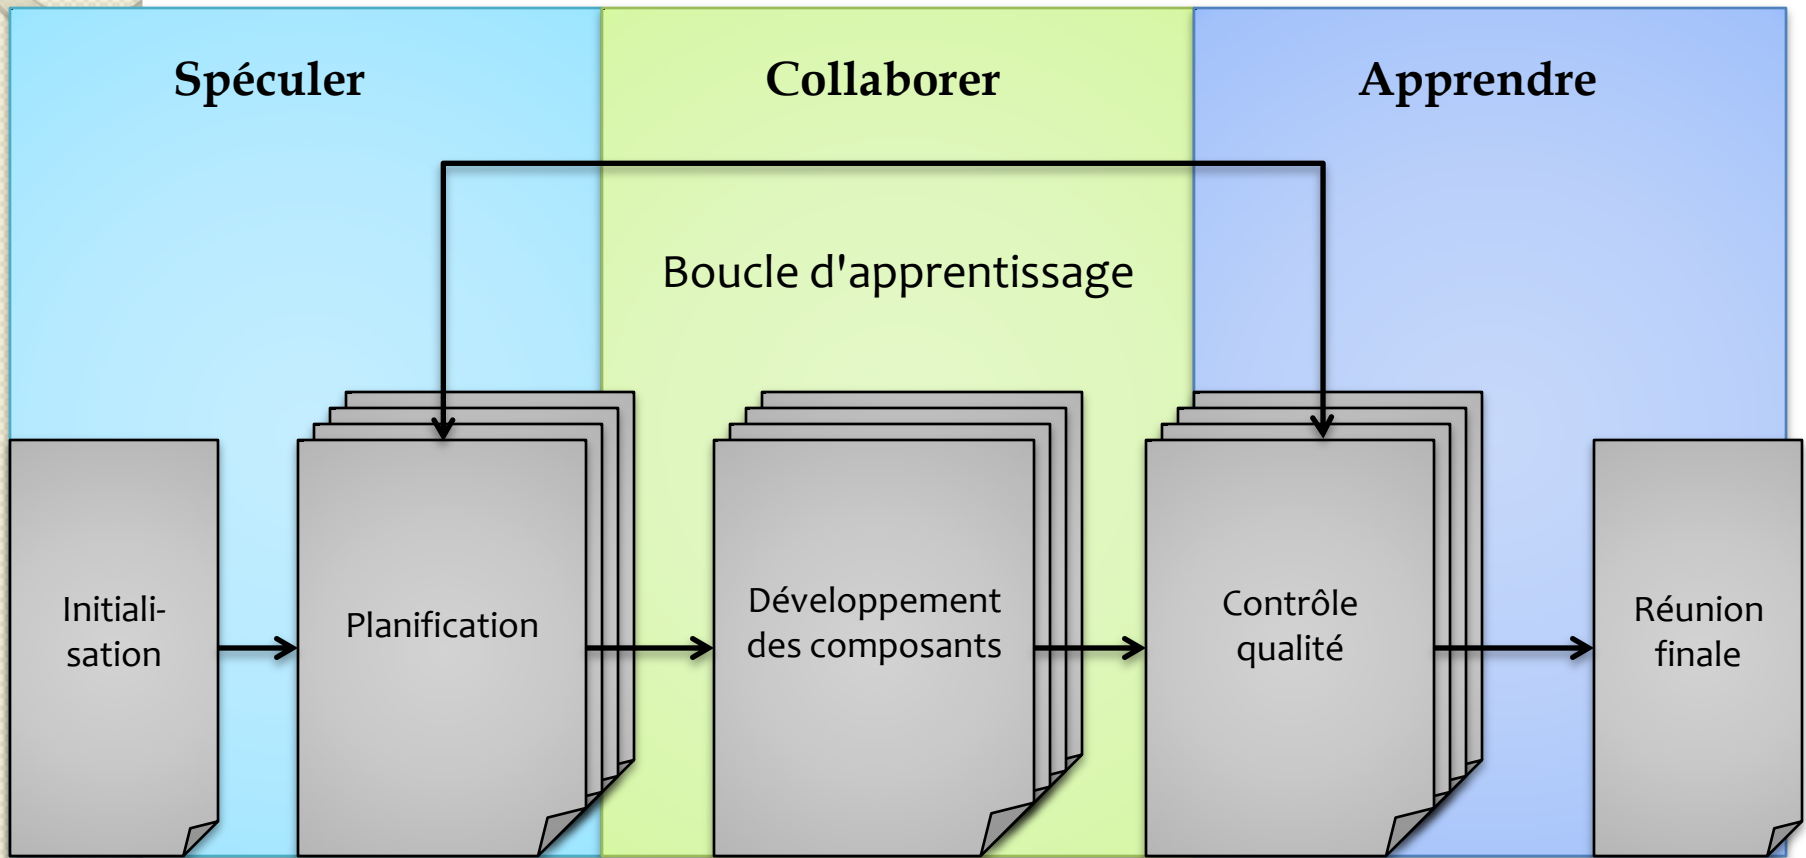 Spéculer
Collaborer
Apprendre
Boucle d'apprentissage
Initiali-
sation
Planification
Développement
des composants
Contrôle
qualité
Réunion
finale